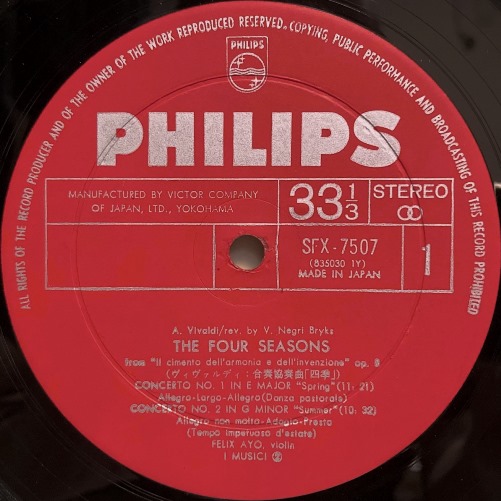 ALL RIGHTS OF THE RECORD PRODUCER AND OF THE OWNER OF THE WORK REPRODUCED RESERVED. COPYING, PUBLIC PERFORMANCE AND BROADCASTING OF THIS RECORD PROHIBITED
PHILIPS
PHILIPS
MANUFACTURED BY VICTOR COMPANY
OF JAPAN, LTD., YOKOHAMA
33 1/3
STEREO
SFX-7507
(835030 1Y)
MADE IN JAPAN
1
A. Vivaldi/rev. by V. Negri Bryks
THE FOUR SEASONS
from "Il cimento dell'armonia e dell'invenzione" op. 8
(ヴィヴァルディ:合奏協奏曲「四季」)
CONCERTO NO. 1 IN E MAJOR "Spring" (11: 21)
Allegro-Largo-Allegro(Danza pastorale)
CONCERTO NO. 2 IN G MINOR "Summer" (10: 32)
Allegro non molto-Adagio-Presto
(Tempo impetuoso d'estate)
FELIX AYO, violin
I MUSICI